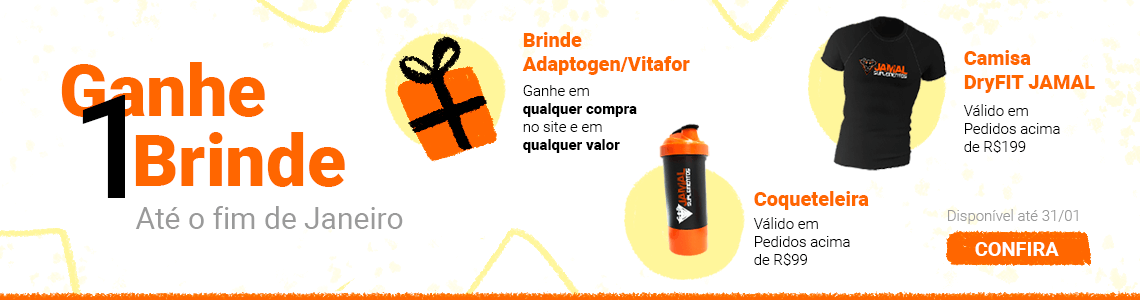 Ganhe
1
Brinde
Até o fim de Janeiro
Brinde
Adaptogen/Vitafor
Ganhe em
qualquer compra
no site e em
qualquer valor
JAMAL
SUPLEMENTOS
Coqueteleira
Válido em
Pedidos acima
de R$99
JAMAL
SUPLEMENTOS
Camisa
DryFIT JAMAL
Válido em
Pedidos acima
de R$199
Disponível até 31/01
CONFIRA